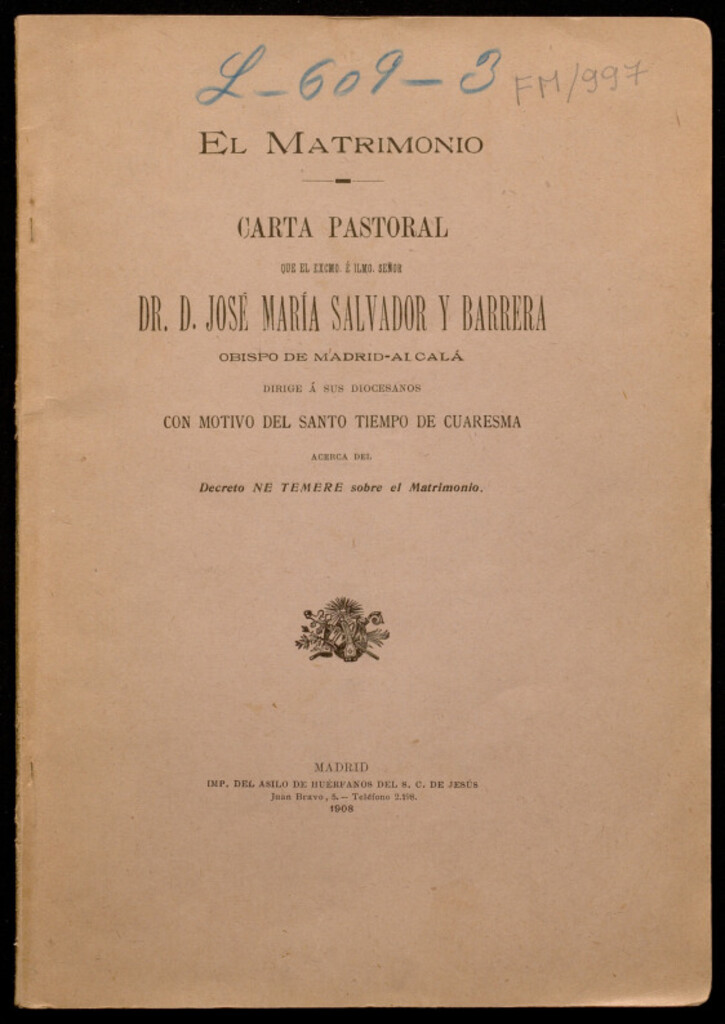 L-609-3 FM/997
EL MATRIMONIO
CARTA PASTORAL
QUE EL EXCMO. É ILMO. SEÑOR
DR. D. JOSÉ MARÍA SALVADOR Y BARRERA
OBISPO DE MADRID-ALCALÁ
DIRIGE Á SUS DIOCESANOS
CON MOTIVO DEL SANTO TIEMPO DE CUARESMA
ACERCA DEL
Decreto NE TEMERE sobre el Matrimonio.
MADRID
IMP. DEL ASILO DE HUÉRFANOS DEL S. C. DE JESÚS
Juan Bravo, 5.— Teléfono 2.198.
1908